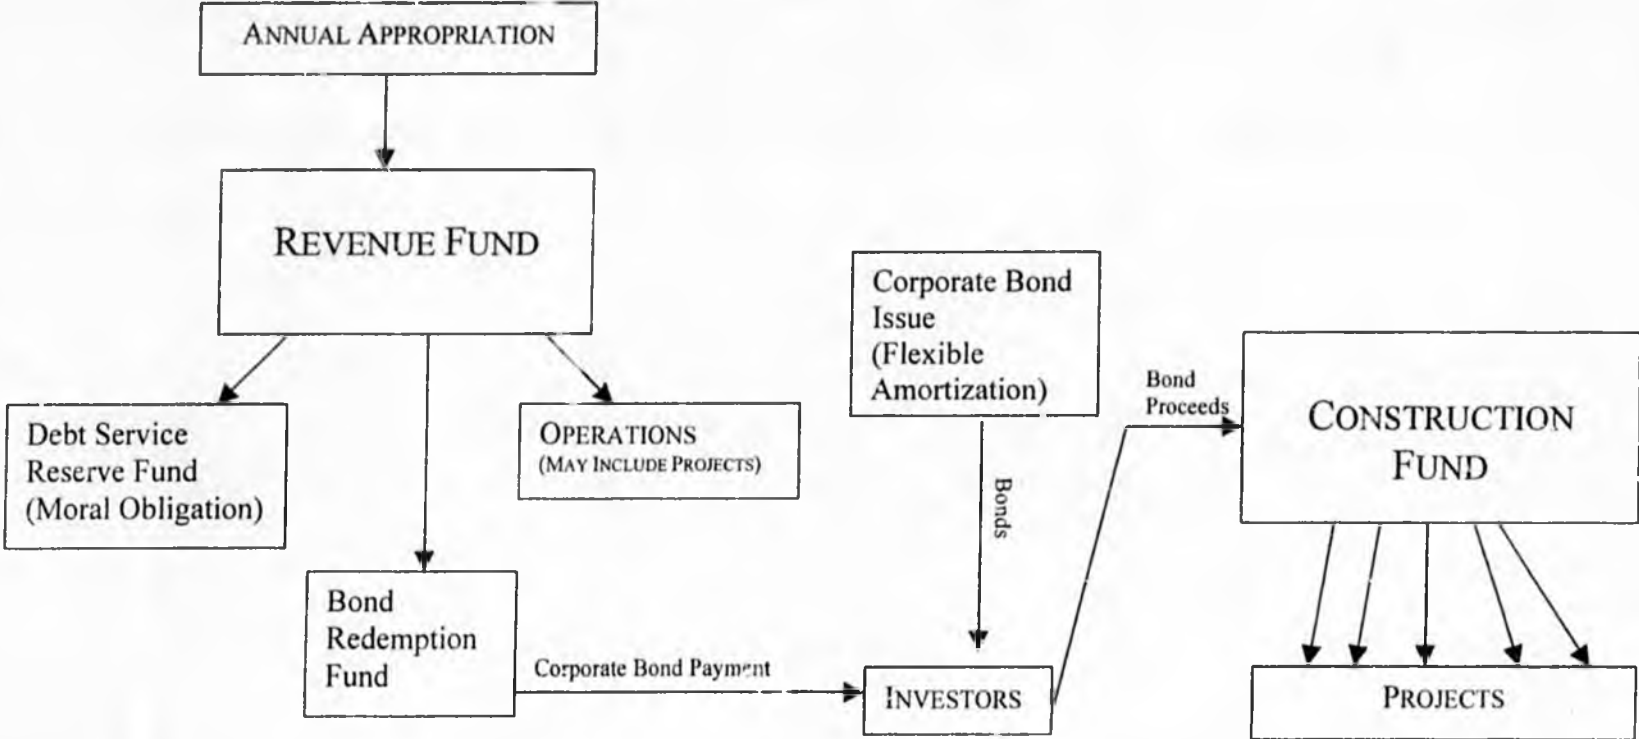 ANNUAL APPROPRIATION
REVENUE FUND
Debt Service
Reserve Fund
(Moral Obligation)
OPERATIONS
(MAY INCLUDE PROJECTS)
Bond
Redemption
Fund
Corporate Bond Payment
Corporate Bond
Issue
(Flexible
Amortization)
Bonds
INVESTORS
Bond
Proceeds
CONSTRUCTION
FUND
PROJECTS